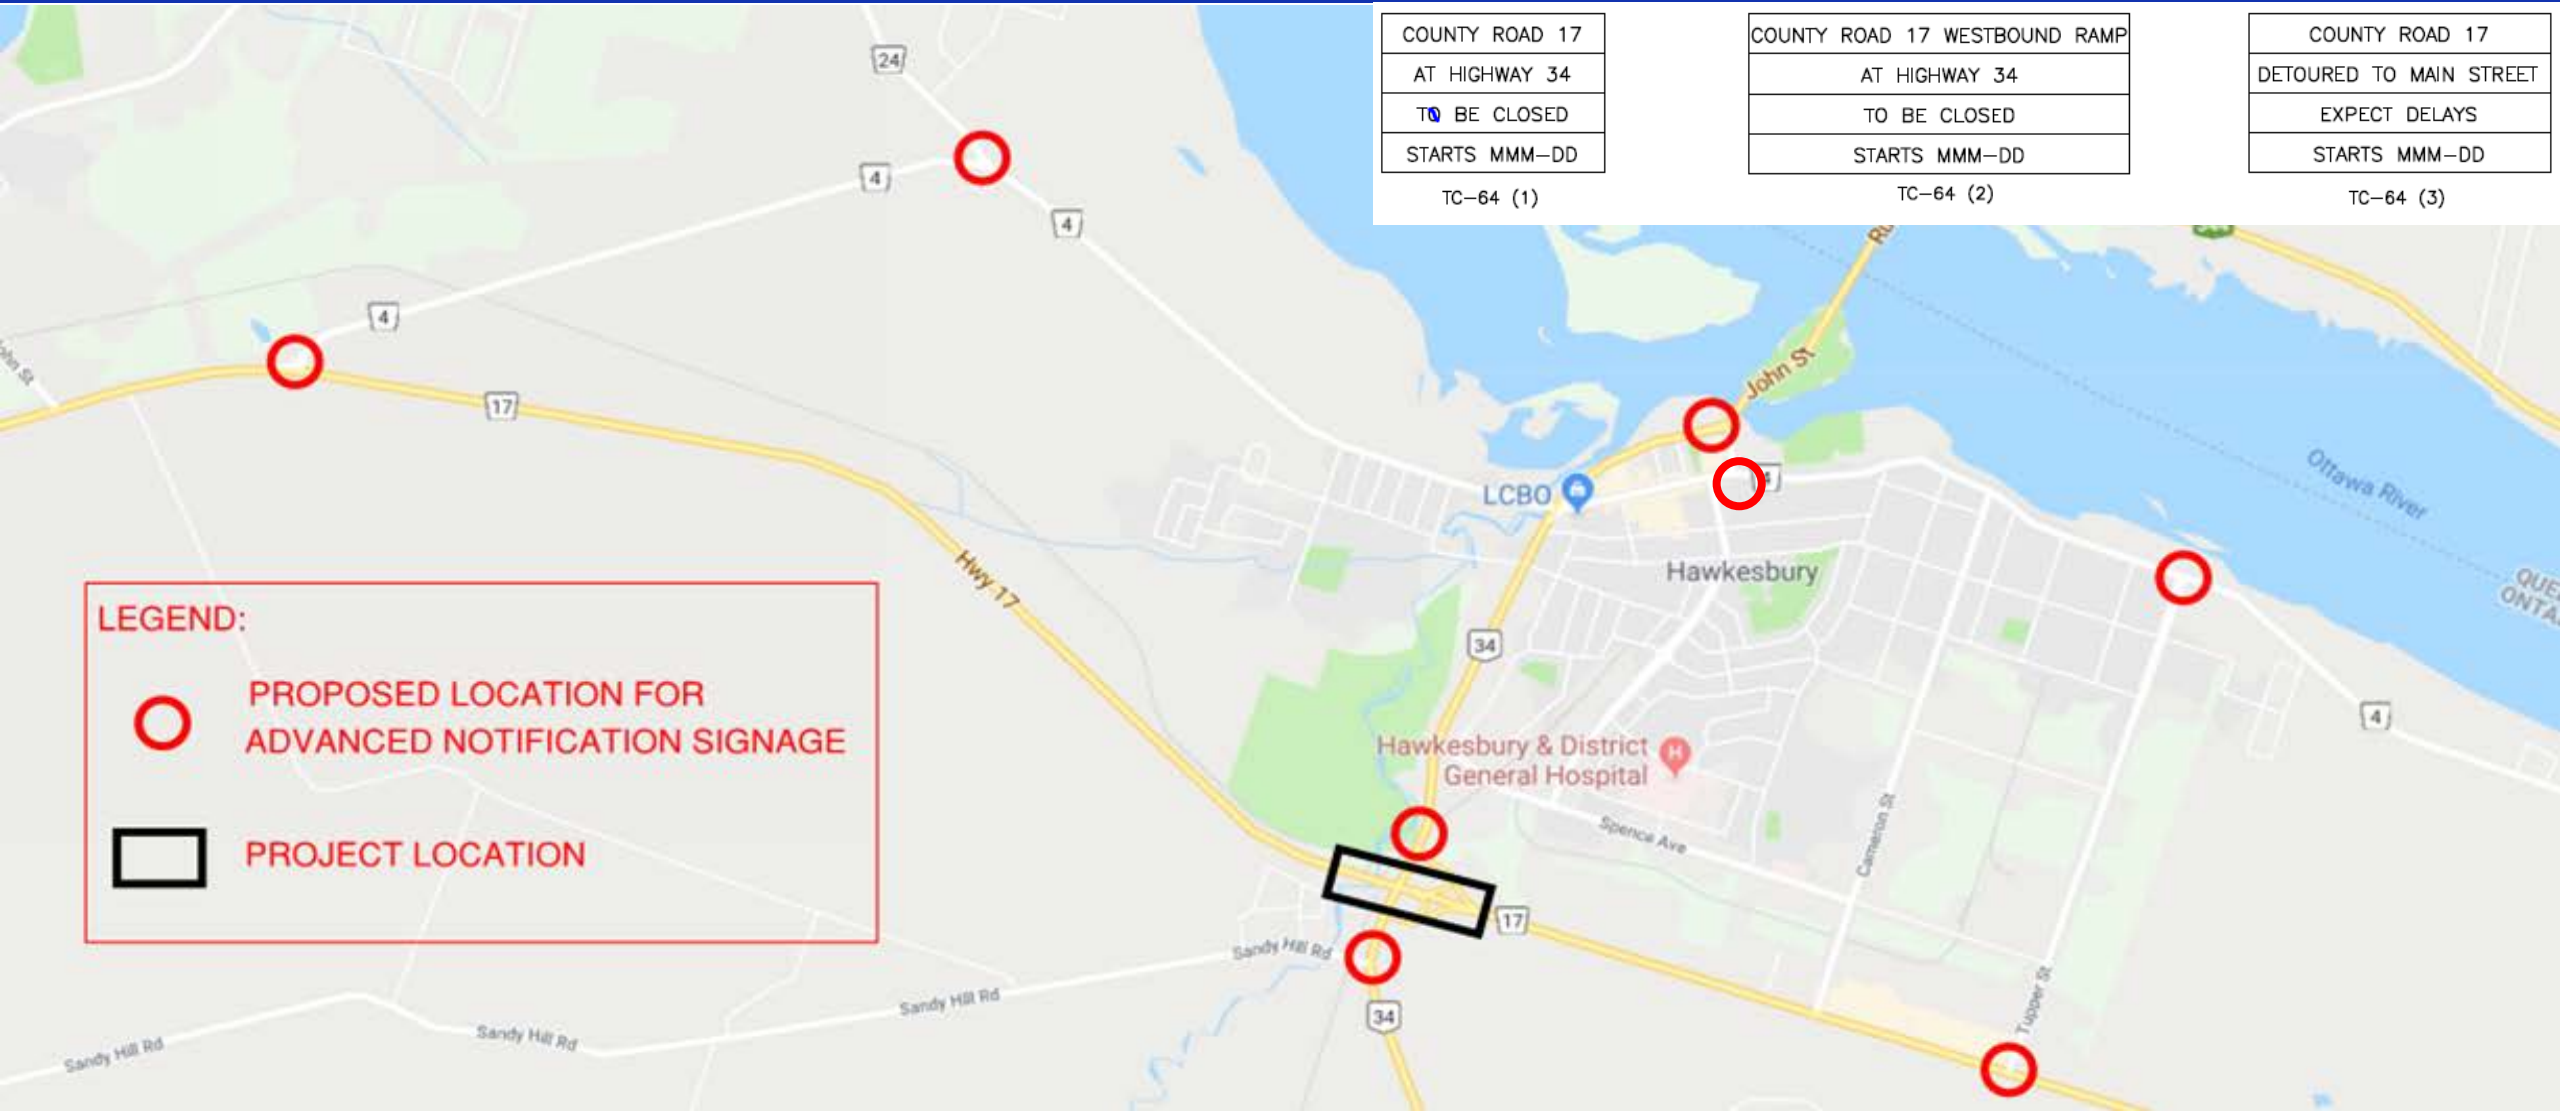 COUNTY ROAD 17
AT HIGHWAY 34
TO BE CLOSED
STARTS MMM-DD
TC-64 (1)
COUNTY ROAD 17 WESTBOUND RAMP
AT HIGHWAY 34
TO BE CLOSED
STARTS MMM-DD
TC-64 (2)
COUNTY ROAD 17
DETOURED TO MAIN STREET
EXPECT DELAYS
STARTS MMM-DD
TC-64 (3)
24
4
4
4
17
John St
Hwy 17
LCBO
4
Hawkesbury
Ottawa River
34
Hawkesbury & District
General Hospital
H
4
Spence Ave
Cameron St
17
Tupper St
Sandy Hill Rd
Sandy Hill Rd
Sandy Hill Rd
Sandy Hill Rd
34
LEGEND:
PROPOSED LOCATION FOR
ADVANCED NOTIFICATION SIGNAGE
PROJECT LOCATION